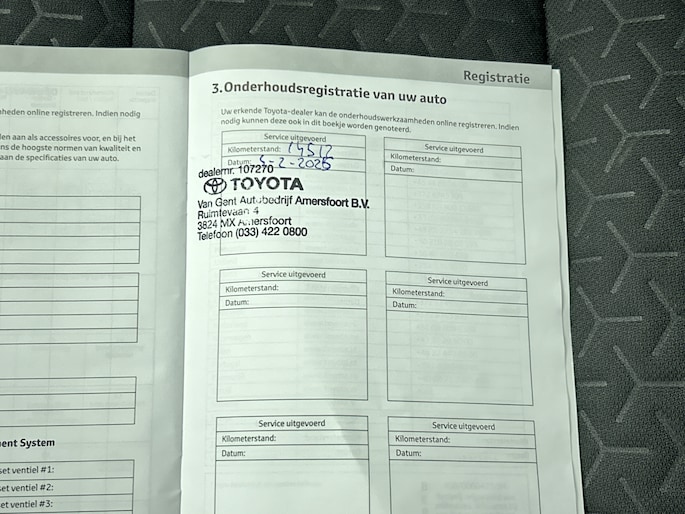 heden online registreren. Indien nodig
len aan als accessoires voor, en bij het
ns de hoogste normen van kwaliteit en
aan de specificaties van uw auto.
ent System
set ventiel #1:
set ventiel #2:
set ventiel #3:
Registratie
3. Onderhoudsregistratie van uw auto
Uw erkende Toyota-dealer kan de onderhoudswerkzaamheden online registreren. Indien
nodig kunnen deze ook in dit boekje worden genoteerd.
Service uitgevoerd
Kilometerstand: 14517
Datum: 5-2-2025
dealernr. 107270
TOYOTA
Van Gent Autobedrijf Amersfoort B.V.
Ruimtevaart 4
3824 MX Amersfoort
Telefoon (033) 422 0800
Service uitgevoerd
Kilometerstand:
Datum:
Service uitgevoerd
Kilometerstand:
Datum:
Service uitgevoerd
Kilometerstand:
Datum:
Service uitgevoerd
Kilometerstand:
Datum:
Service uitgevoerd
Kilometerstand:
Datum: